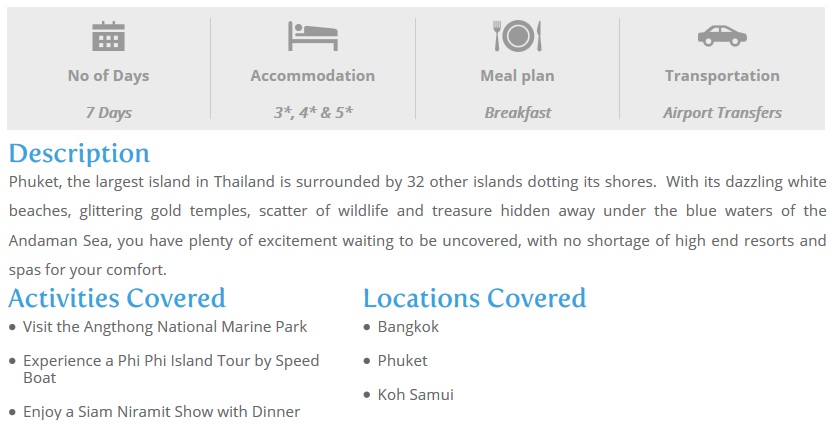 No of Days
Accommodation
Meal plan
Transportation
7 Days
3*, 4* & 5*
Breakfast
Airport Transfers
Description
Phuket, the largest island in Thailand is surrounded by 32 other islands dotting its shores. With its dazzling white
beaches, glittering gold temples, scatter of wildlife and treasure hidden away under the blue waters of the
Andaman Sea, you have plenty of excitement waiting to be uncovered, with no shortage of high end resorts and
spas for your comfort.
Activities Covered
• Visit the Angthong National Marine Park
• Experience a Phi Phi Island Tour by Speed
Boat
• Enjoy a Siam Niramit Show with Dinner
Locations Covered
• Bangkok
• Phuket
• Koh Samui